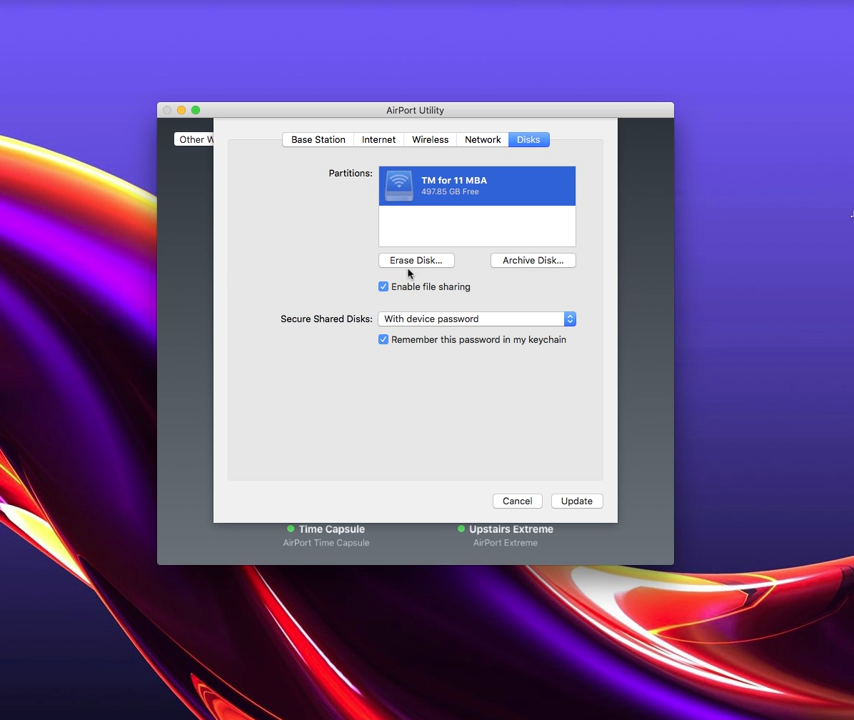 AirPort Utility
Other W
Base Station Internet Wireless Network Disks
Partitions:
TM for 11 MBA
497.85 GB Free
Erase Disk... Archive Disk...
Enable file sharing
Secure Shared Disks: With device password
Remember this password in my keychain
Cancel Update
Time Capsule Upstairs Extreme
AirPort Time Capsule AirPort Extreme